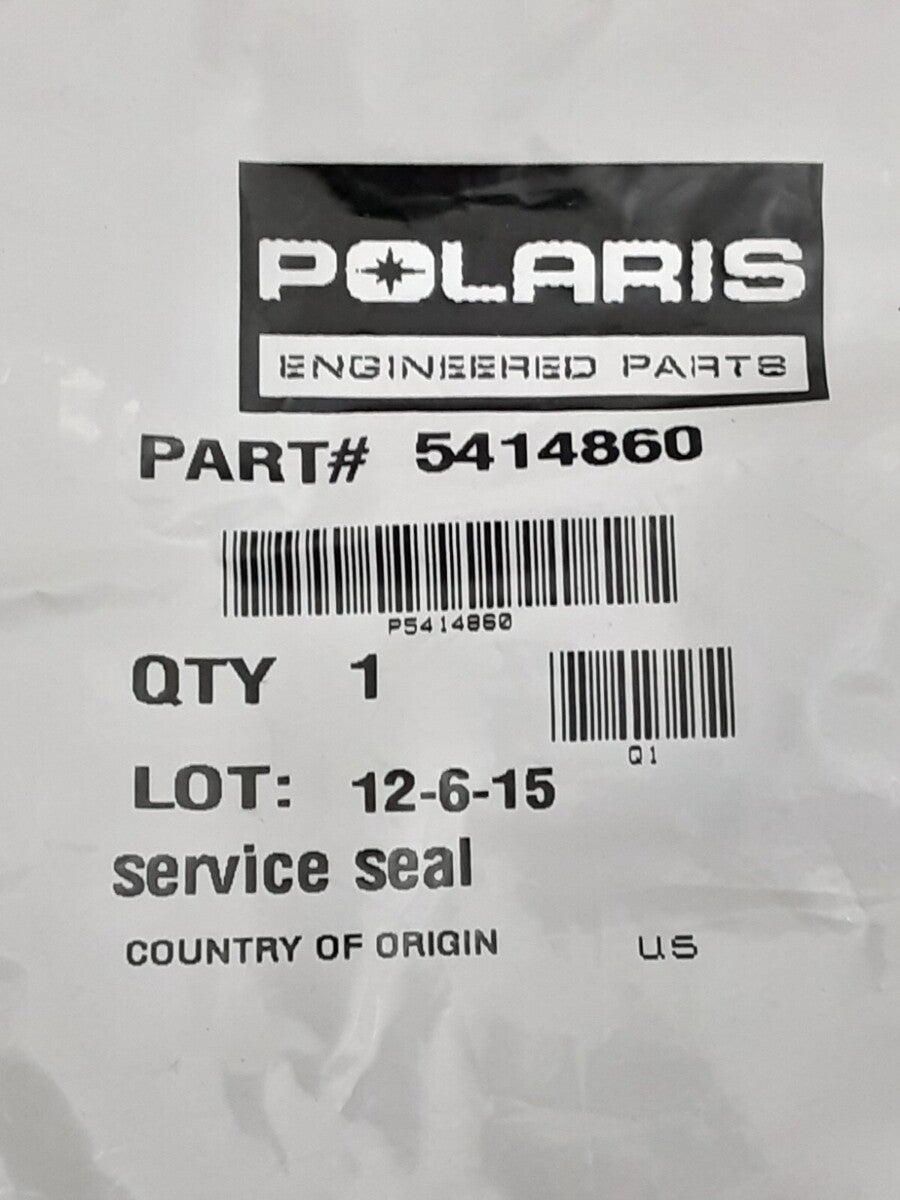 POLARIS
ENGINEERED PARTS
PART# 5414860
P5414860
QTY 1
Q1
LOT: 12-6-15
service seal
COUNTRY OF ORIGIN US